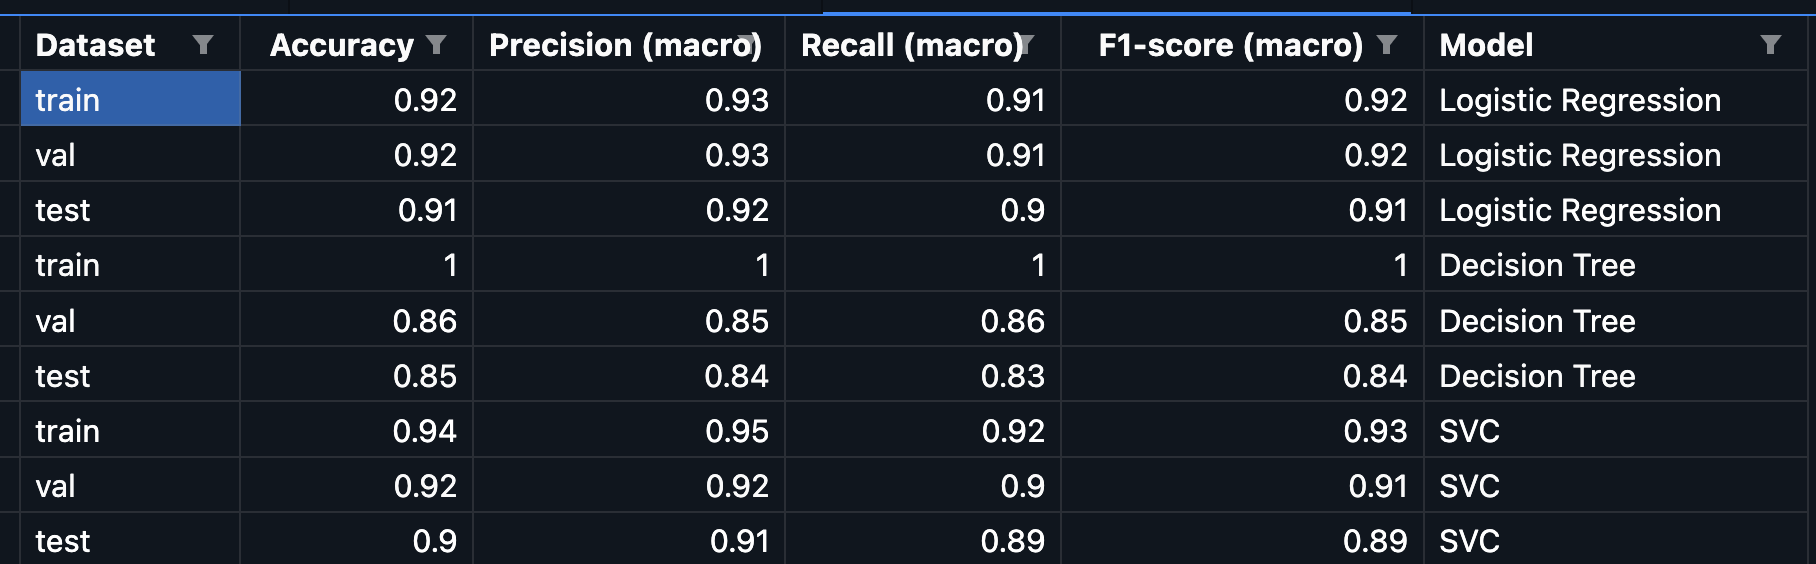 Dataset Accuracy Precision (macro) Recall (macro) F1-score (macro) Model
train 0.92 0.93 0.91 0.92 Logistic Regression
val 0.92 0.93 0.91 0.92 Logistic Regression
test 0.91 0.92 0.9 0.91 Logistic Regression
train 1 1 1 1 Decision Tree
val 0.86 0.85 0.86 0.85 Decision Tree
test 0.85 0.84 0.83 0.84 Decision Tree
train 0.94 0.95 0.92 0.93 SVC
val 0.92 0.92 0.9 0.91 SVC
test 0.9 0.91 0.89 0.89 SVC